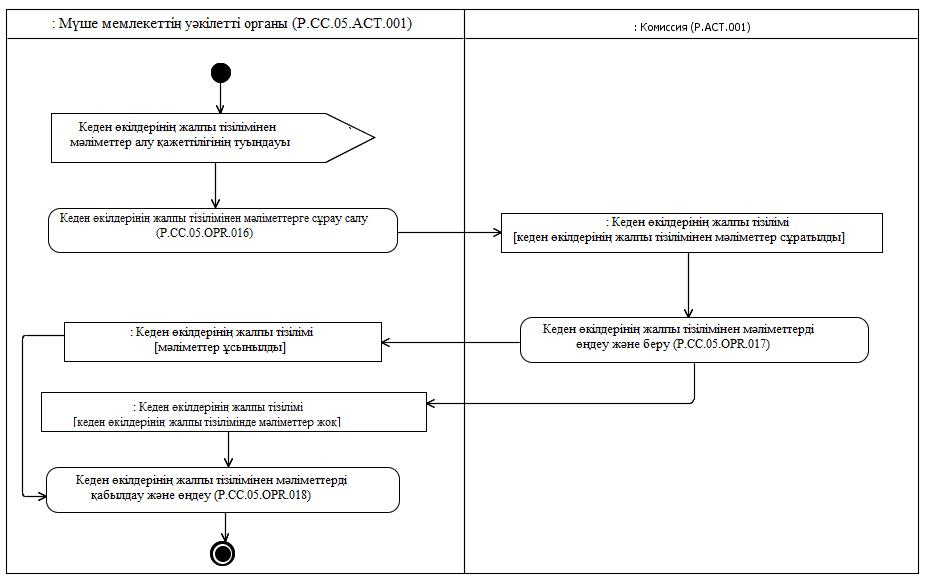 : Мүше мемлекеттің уәкілетті органы (P.CC.05.ACT.001)
: Комиссия (P.ACT.001)
Кеден өкілдерінің жалпы тізілімінен
мәліметтер алу қажеттілігінің туындауы
Кеден өкілдерінің жалпы тізілімінен мәліметтерге сұрау салу
(P.CC.05.OPR.016)
: Кеден өкілдерінің жалпы тізілімі
[кеден өкілдерінің жалпы тізілімінен мәліметтер сұратылды]
Кеден өкілдерінің жалпы тізілімінен мәліметтерді
өңдеу және беру (P.CC.05.OPR.017)
: Кеден өкілдерінің жалпы тізілімі
[мәліметтер ұсынылды]
: Кеден өкілдерінің жалпы тізілімі
[кеден өкілдерінің жалпы тізілімінде мәліметтер жоқ]
Кеден өкілдерінің жалпы тізілімінен мәліметтерді
қабылдау және өңдеу (P.CC.05.OPR.018)